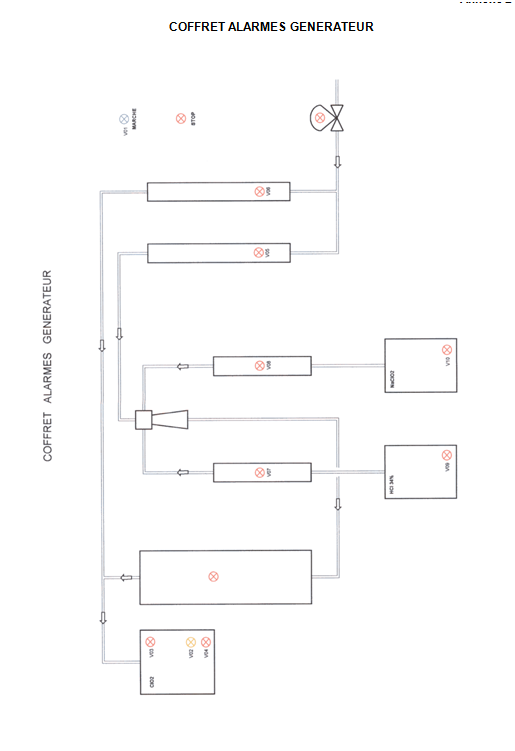 COFFRET ALARMES GENERATEUR
V01
MARCHE
STOP
V06
V05
COFFRET ALARMES GENERATEUR
V08
V10
NaClO2
V07
V09
HCl 34%
V03
V02
V04
ClO2